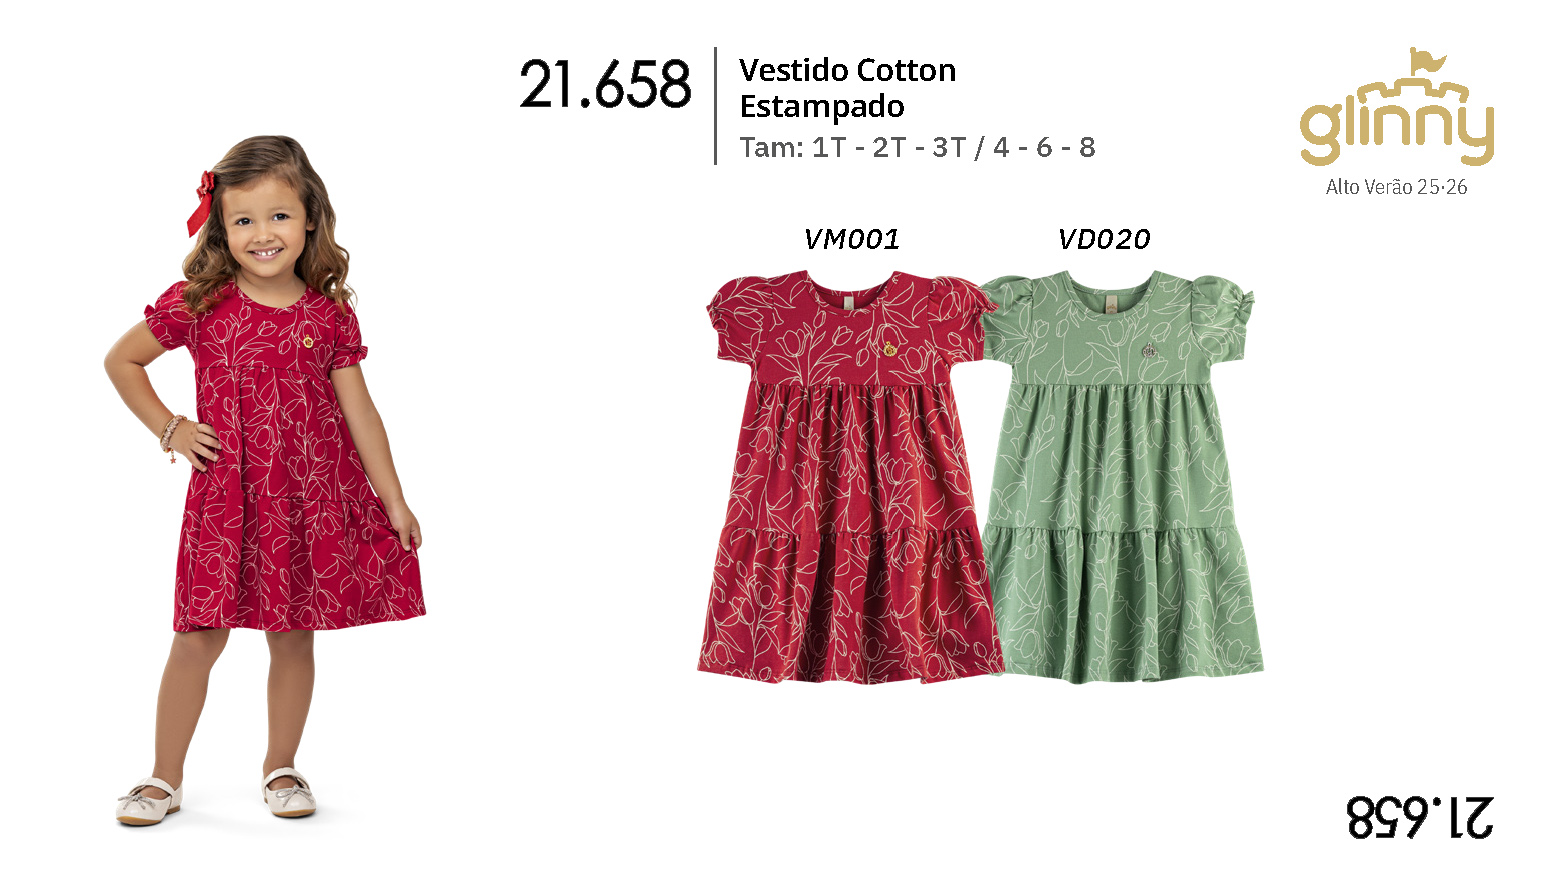 21.658
Vestido Cotton
Estampado
Tam: 1T - 2T - 3T / 4 - 6 - 8
glinny
Alto Verão 25·26
VM001
VD020
21.658